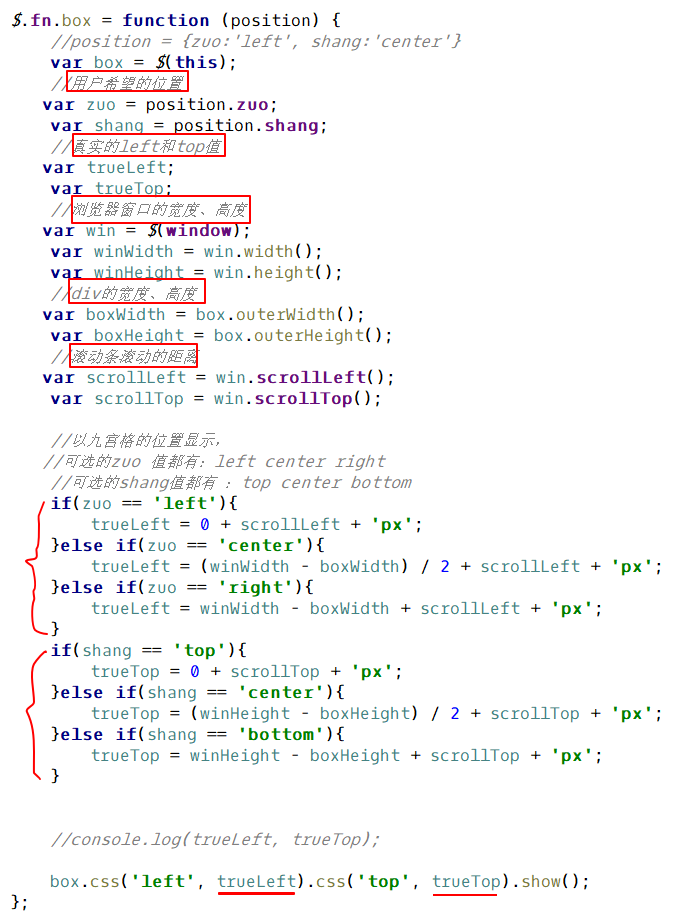 $.fn.box = function (position) {
//position = {zuo:'left', shang:'center'}
var box = $(this);
//用户希望的位置
var zuo = position.zuo;
var shang = position.shang;
//真实的left和top值
var trueLeft;
var trueTop;
//浏览器窗口的宽度、高度
var win = $(window);
var winWidth = win.width();
var winHeight = win.height();
//div的宽度、高度
var boxWidth = box.outerWidth();
var boxHeight = box.outerHeight();
//滚动条滚动的距离
var scrollLeft = win.scrollLeft();
var scrollTop = win.scrollTop();
//以九宫格的位置显示,
//可选的zuo 值都有: left center right
//可选的shang值都有 : top center bottom
if(zuo == 'left'){
trueLeft = 0 + scrollLeft + 'px';
}else if(zuo == 'center'){
trueLeft = (winWidth - boxWidth) / 2 + scrollLeft + 'px';
}else if(zuo == 'right'){
trueLeft = winWidth - boxWidth + scrollLeft + 'px';
}
if(shang == 'top'){
trueTop = 0 + scrollTop + 'px';
}else if(shang == 'center'){
trueTop = (winHeight - boxHeight) / 2 + scrollTop + 'px';
}else if(shang == 'bottom'){
trueTop = winHeight - boxHeight + scrollTop + 'px';
}
//console.log(trueLeft, trueTop);
box.css('left', trueLeft).css('top', trueTop).show();
};